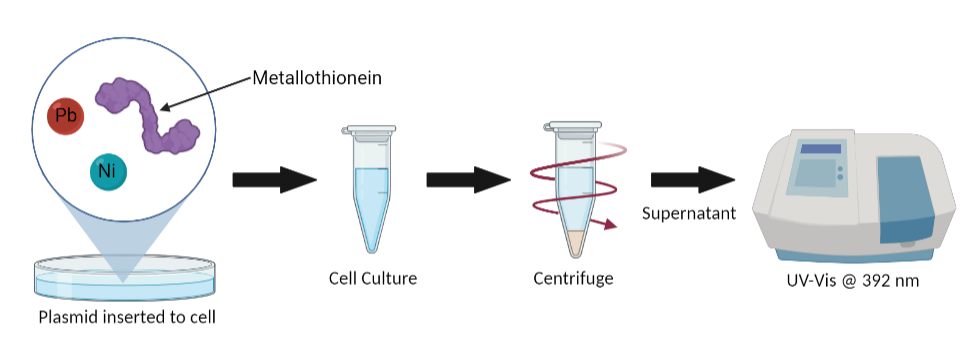 Metallothionein
Pb
Ni
Plasmid inserted to cell
Cell Culture
Centrifuge
Supernatant
UV-Vis @ 392 nm